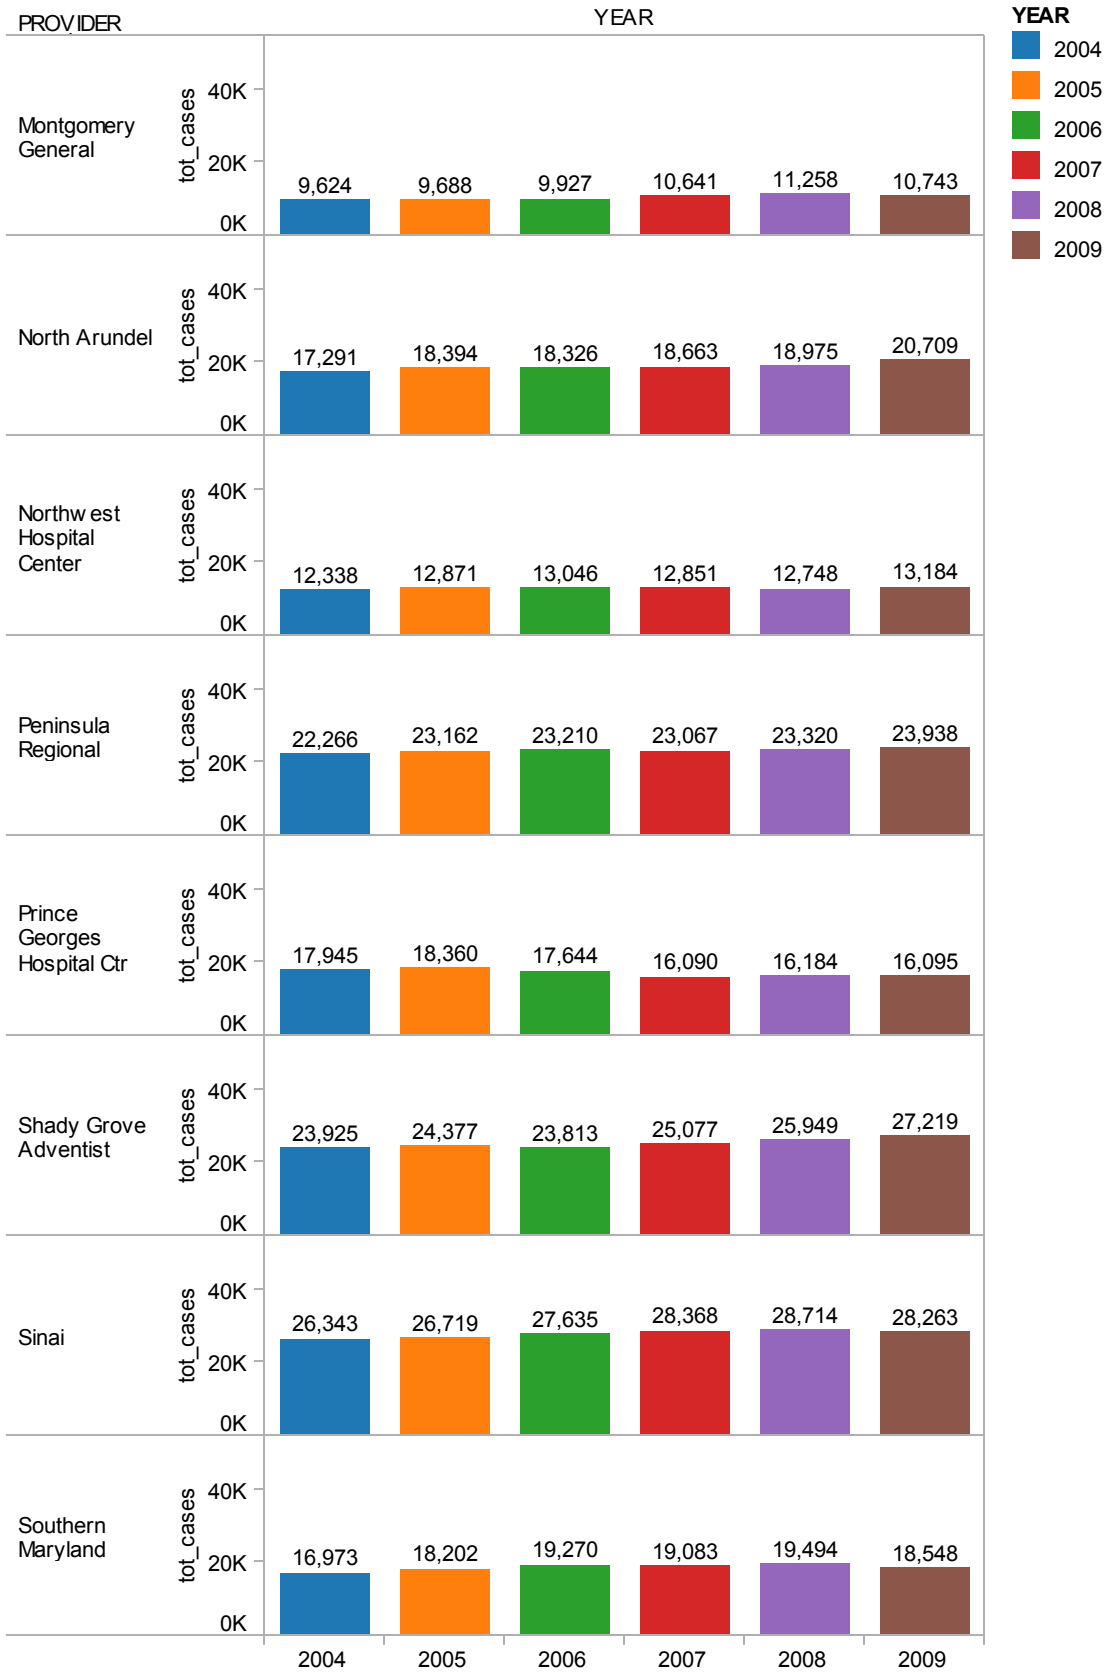 PROVIDER
YEAR
YEAR
2004
2005
2006
2007
2008
2009
Montgomery
General
tot_cases
40K
20K
0K
9,624 9,688 9,927 10,641 11,258 10,743
North Arundel
tot_cases
40K
20K
0K
17,291 18,394 18,326 18,663 18,975 20,709
Northwest
Hospital
Center
tot_cases
40K
20K
0K
12,338 12,871 13,046 12,851 12,748 13,184
Peninsula
Regional
tot_cases
40K
20K
0K
22,266 23,162 23,210 23,067 23,320 23,938
Prince
Georges
Hospital Ctr
tot_cases
40K
20K
0K
17,945 18,360 17,644 16,090 16,184 16,095
Shady Grove
Adventist
tot_cases
40K
20K
0K
23,925 24,377 23,813 25,077 25,949 27,219
Sinai
tot_cases
40K
20K
0K
26,343 26,719 27,635 28,368 28,714 28,263
Southern
Maryland
tot_cases
40K
20K
0K
16,973 18,202 19,270 19,083 19,494 18,548
2004 2005 2006 2007 2008 2009